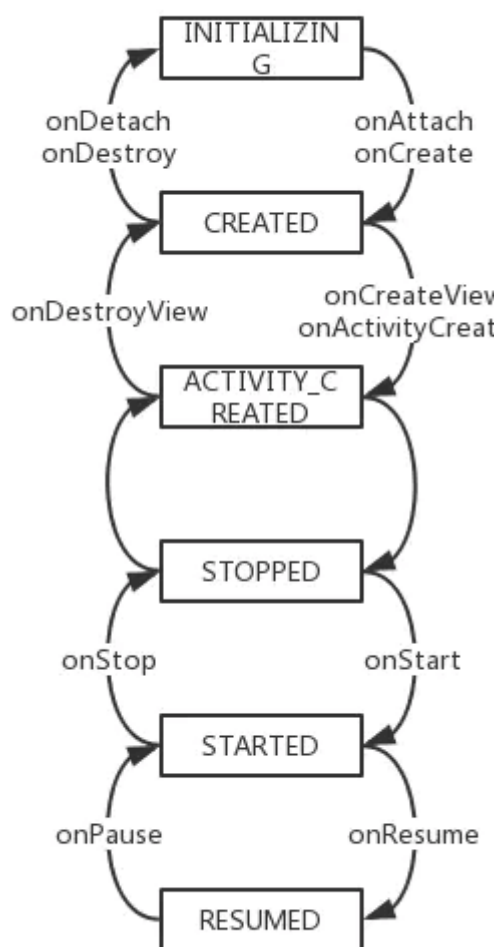 INITIALIZIN
G
onDetach
onDestroy
onAttach
onCreate
CREATED
onDestroyView
onCreateView
onActivityCreat
ACTIVITY_C
REATED
STOPPED
onStop
onStart
STARTED
onPause
onResume
RESUMED